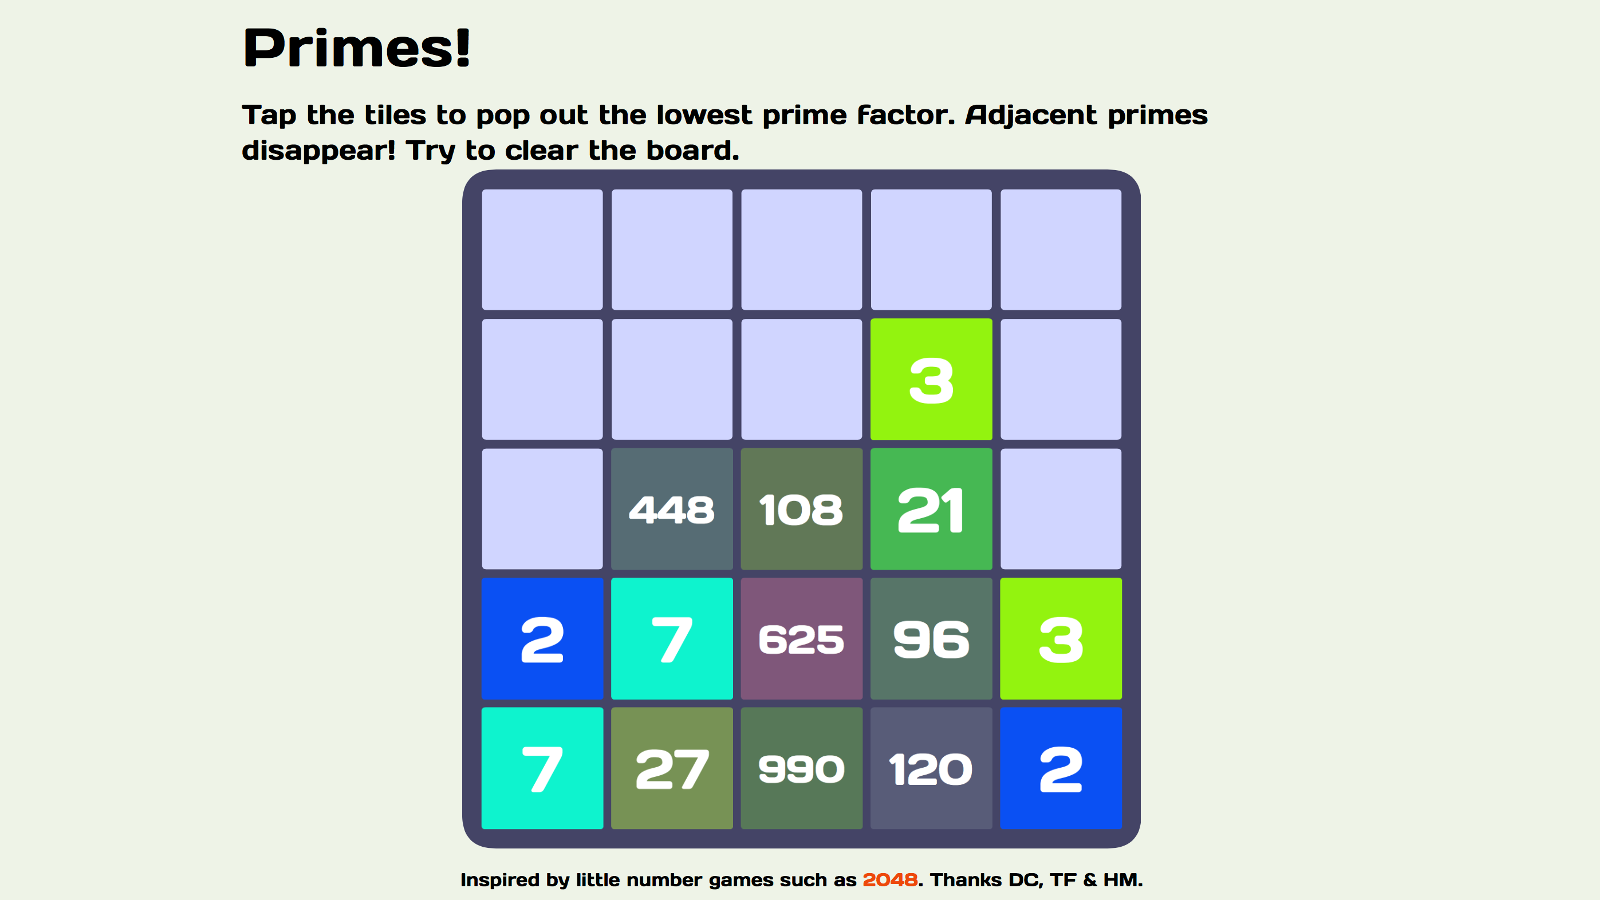 Primes!
Tap the tiles to pop out the lowest prime factor. Adjacent primes
disappear! Try to clear the board.
3
448 108 21
2 7 625 96 3
7 27 990 120 2
Inspired by little number games such as 2048. Thanks DC, TF & HM.